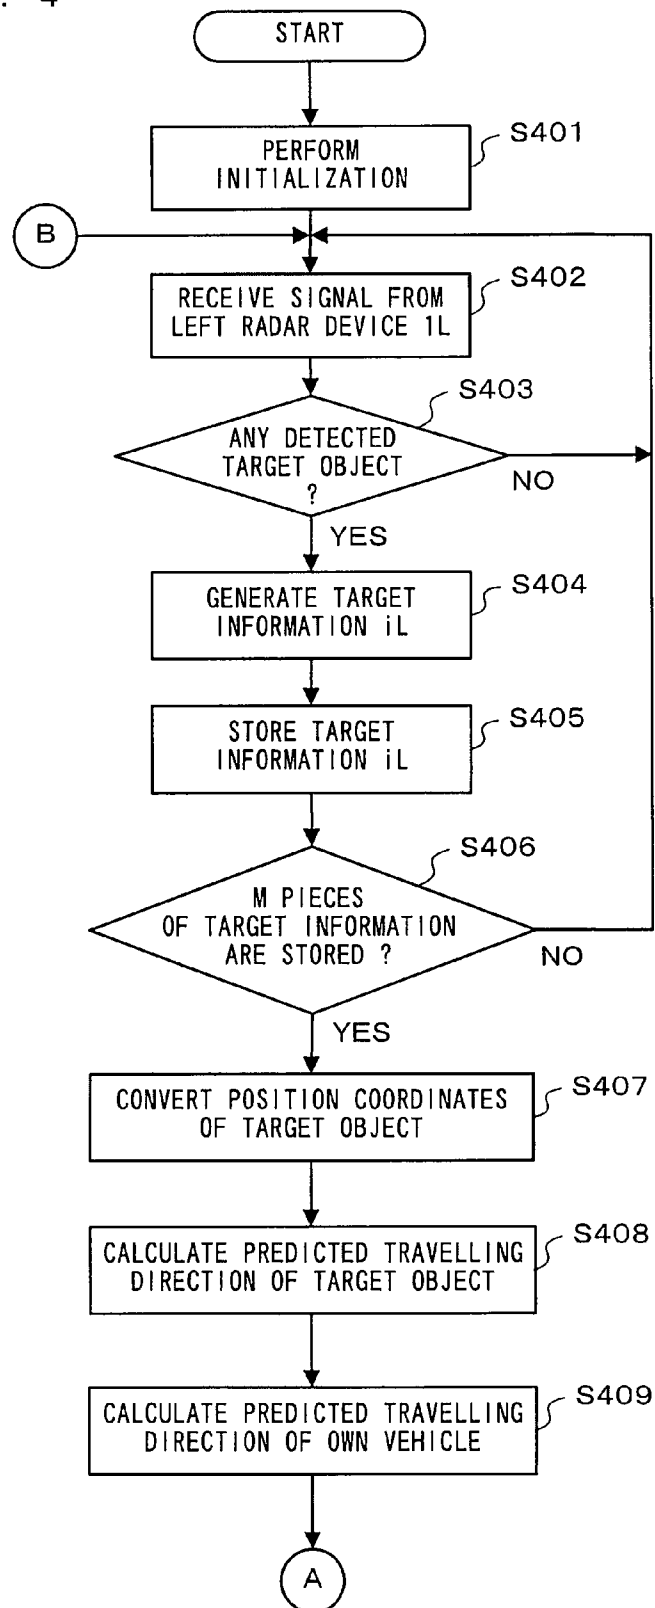 . 4
START
S401
PERFORM
INITIALIZATION
B
S402
RECEIVE SIGNAL FROM
LEFT RADAR DEVICE 1L
S403
ANY DETECTED
TARGET OBJECT
?
NO
YES
S404
GENERATE TARGET
INFORMATION iL
S405
STORE TARGET
INFORMATION iL
S406
M PIECES
OF TARGET INFORMATION
ARE STORED ?
NO
YES
S407
CONVERT POSITION COORDINATES
OF TARGET OBJECT
S408
CALCULATE PREDICTED TRAVELLING
DIRECTION OF TARGET OBJECT
S409
CALCULATE PREDICTED TRAVELLING
DIRECTION OF OWN VEHICLE
A